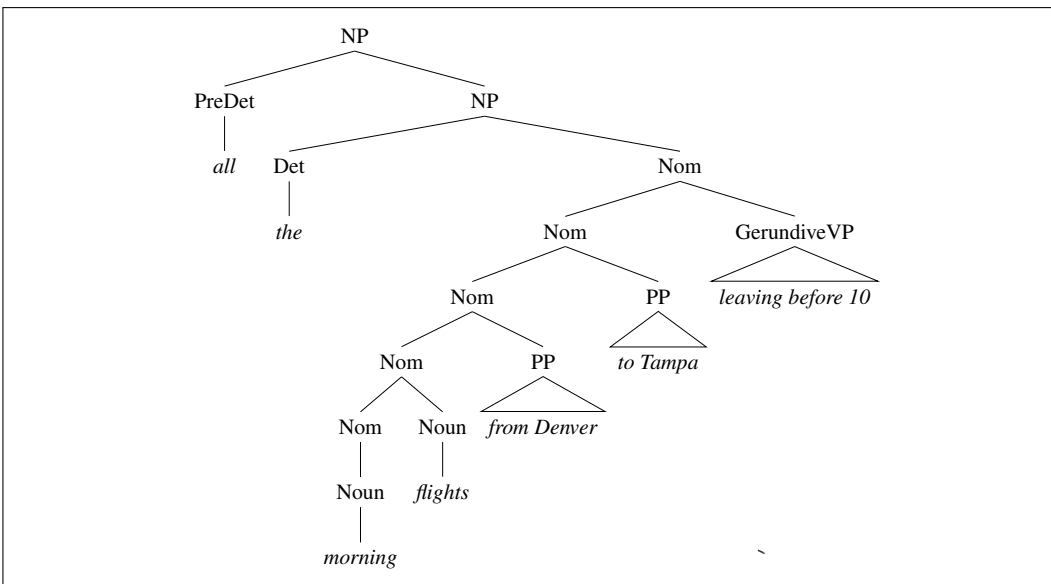 NP
PreDet NP
all Det Nom
the Nom GerundiveVP
Nom PP leaving before 10
Nom PP to Tampa
Nom Noun from Denver
Noun flights
morning